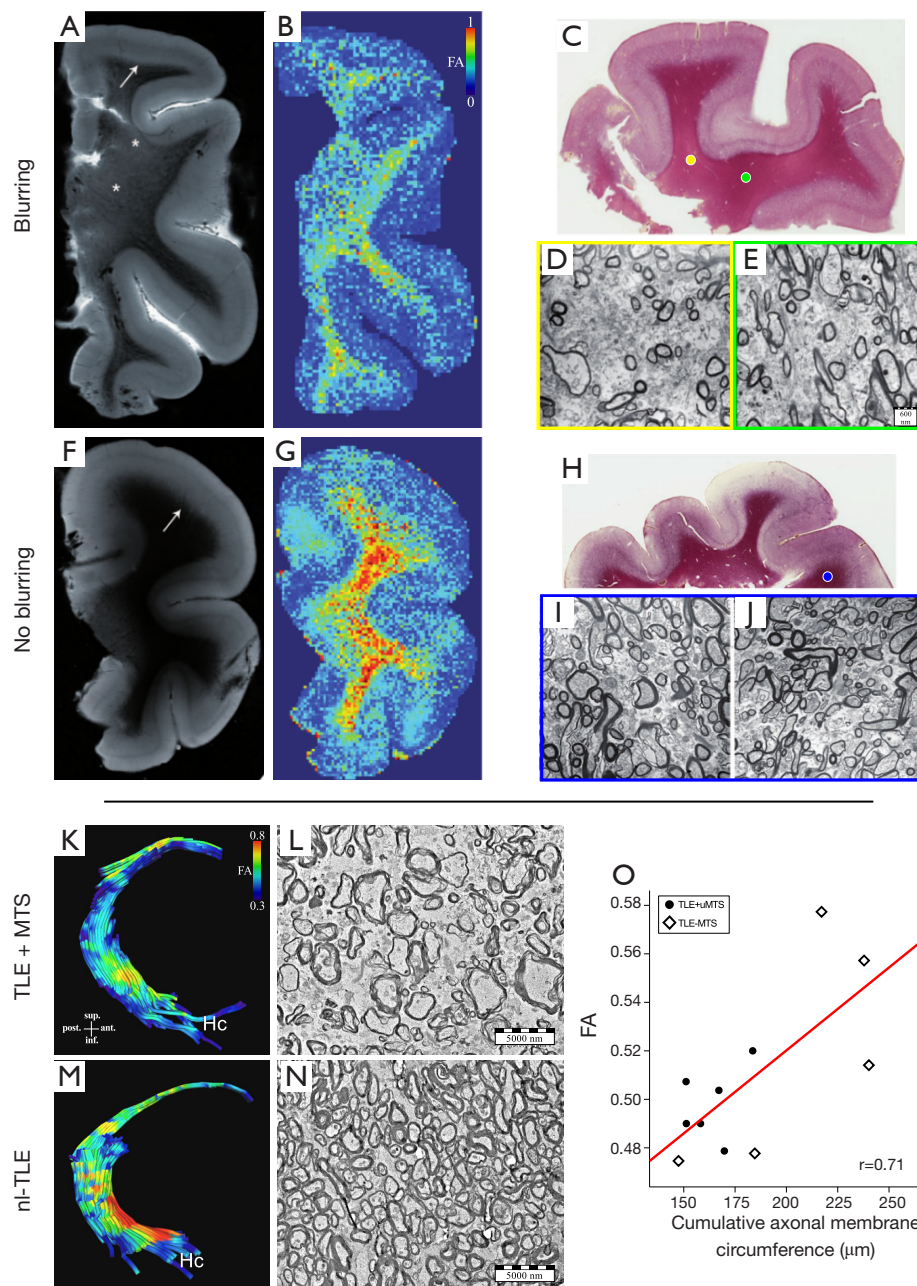 A
B
1
FA
0
C
Blurring
*
*
D
E
600
nm
F
G
H
No blurring
I
J
K
0.8
FA
0.3
TLE + MTS
sup.
post.
ant.
inf.
Hc
L
5000 nm
M
nl-TLE
Hc
N
5000 nm
O
TLE+uMTS
TLE-MTS
0.58
0.56
0.54
0.52
0.50
0.48
FA
r=0.71
150
175
200
225
250
Cumulative axonal membrane
circumference (µm)